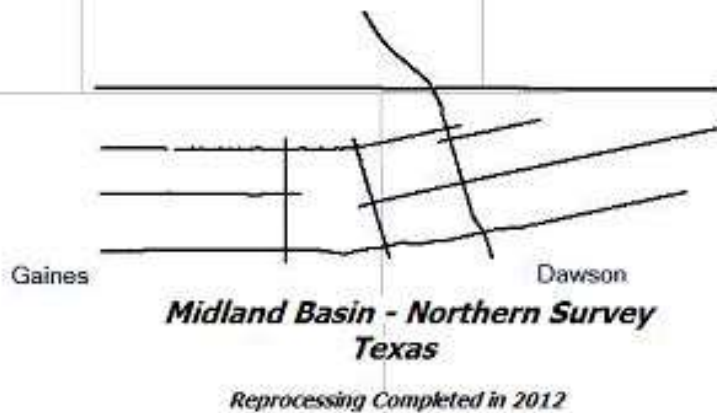 Gaines
Dawson
Midland Basin - Northern Survey
Texas
Reprocessing Completed in 2012